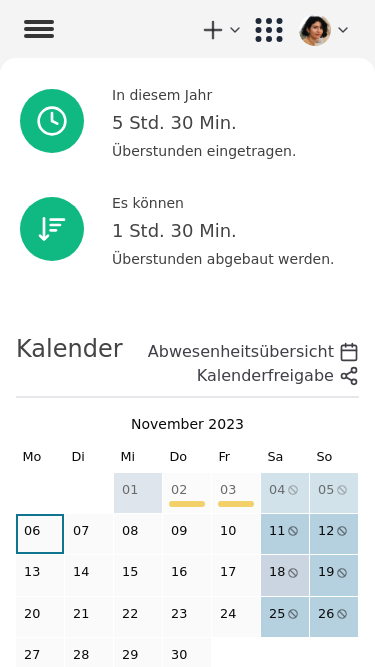 In diesem Jahr
5 Std. 30 Min.
Überstunden eingetragen.
Es können
1 Std. 30 Min.
Überstunden abgebaut werden.
Kalender
Abwesenheitsübersicht
Kalenderfreigabe
November 2023
Mo Di Mi Do Fr Sa So
01 02 03 04 05
06 07 08 09 10 11 12
13 14 15 16 17 18 19
20 21 22 23 24 25 26
27 28 29 30